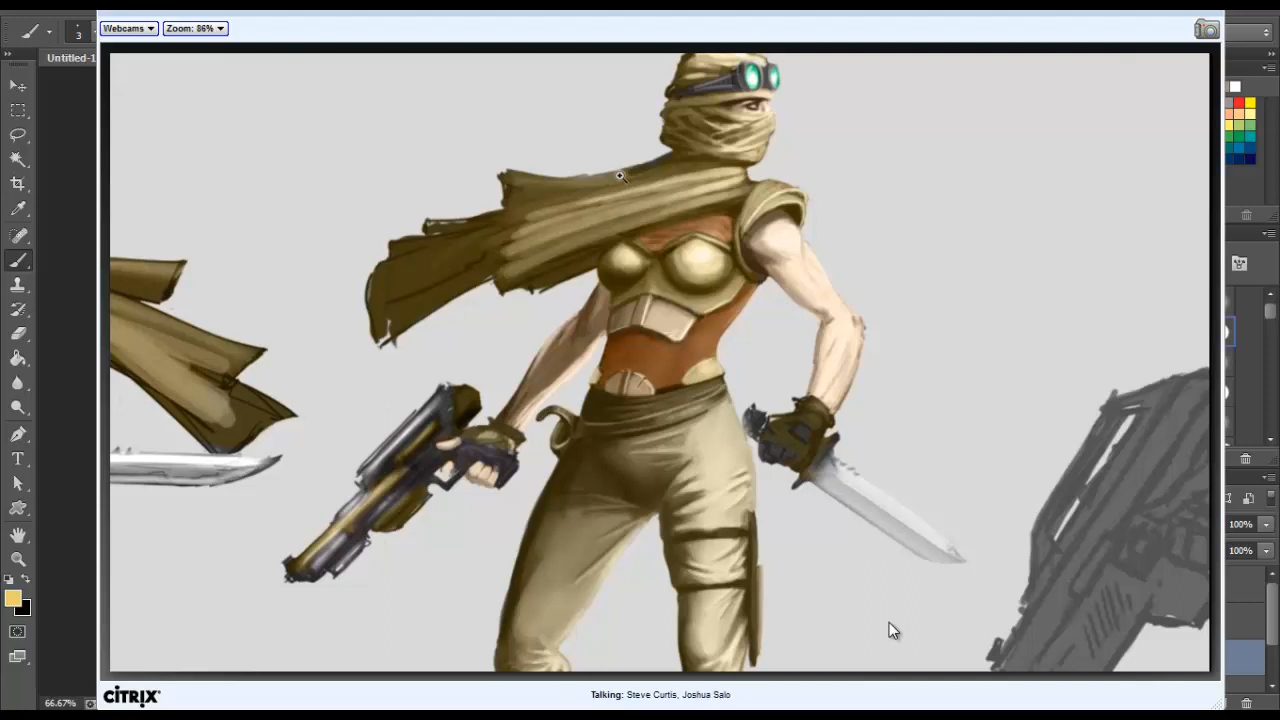 Webcams
Zoom: 86%
3
Untitled-1
100%
100%
66.67%
CITRIX
Talking: Steve Curtis, Joshua Salo